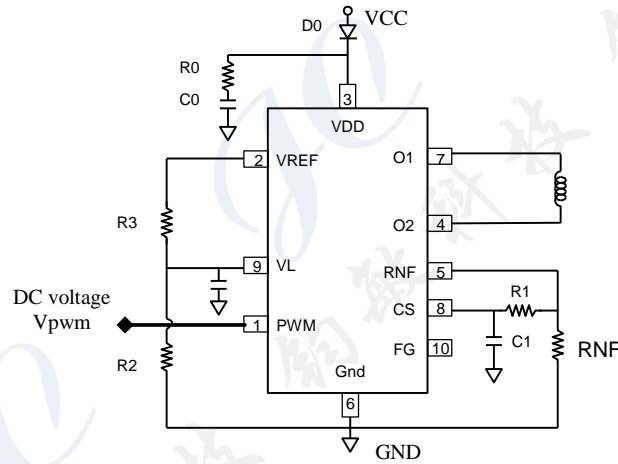 D0
VCC
R0
C0
3
VDD
2
VREF
O1
7
R3
O2
4
9
VL
RNF
5
DC voltage
Vpwm
1
PWM
CS
8
R1
R2
FG
10
C1
RNF
Gnd
6
GND